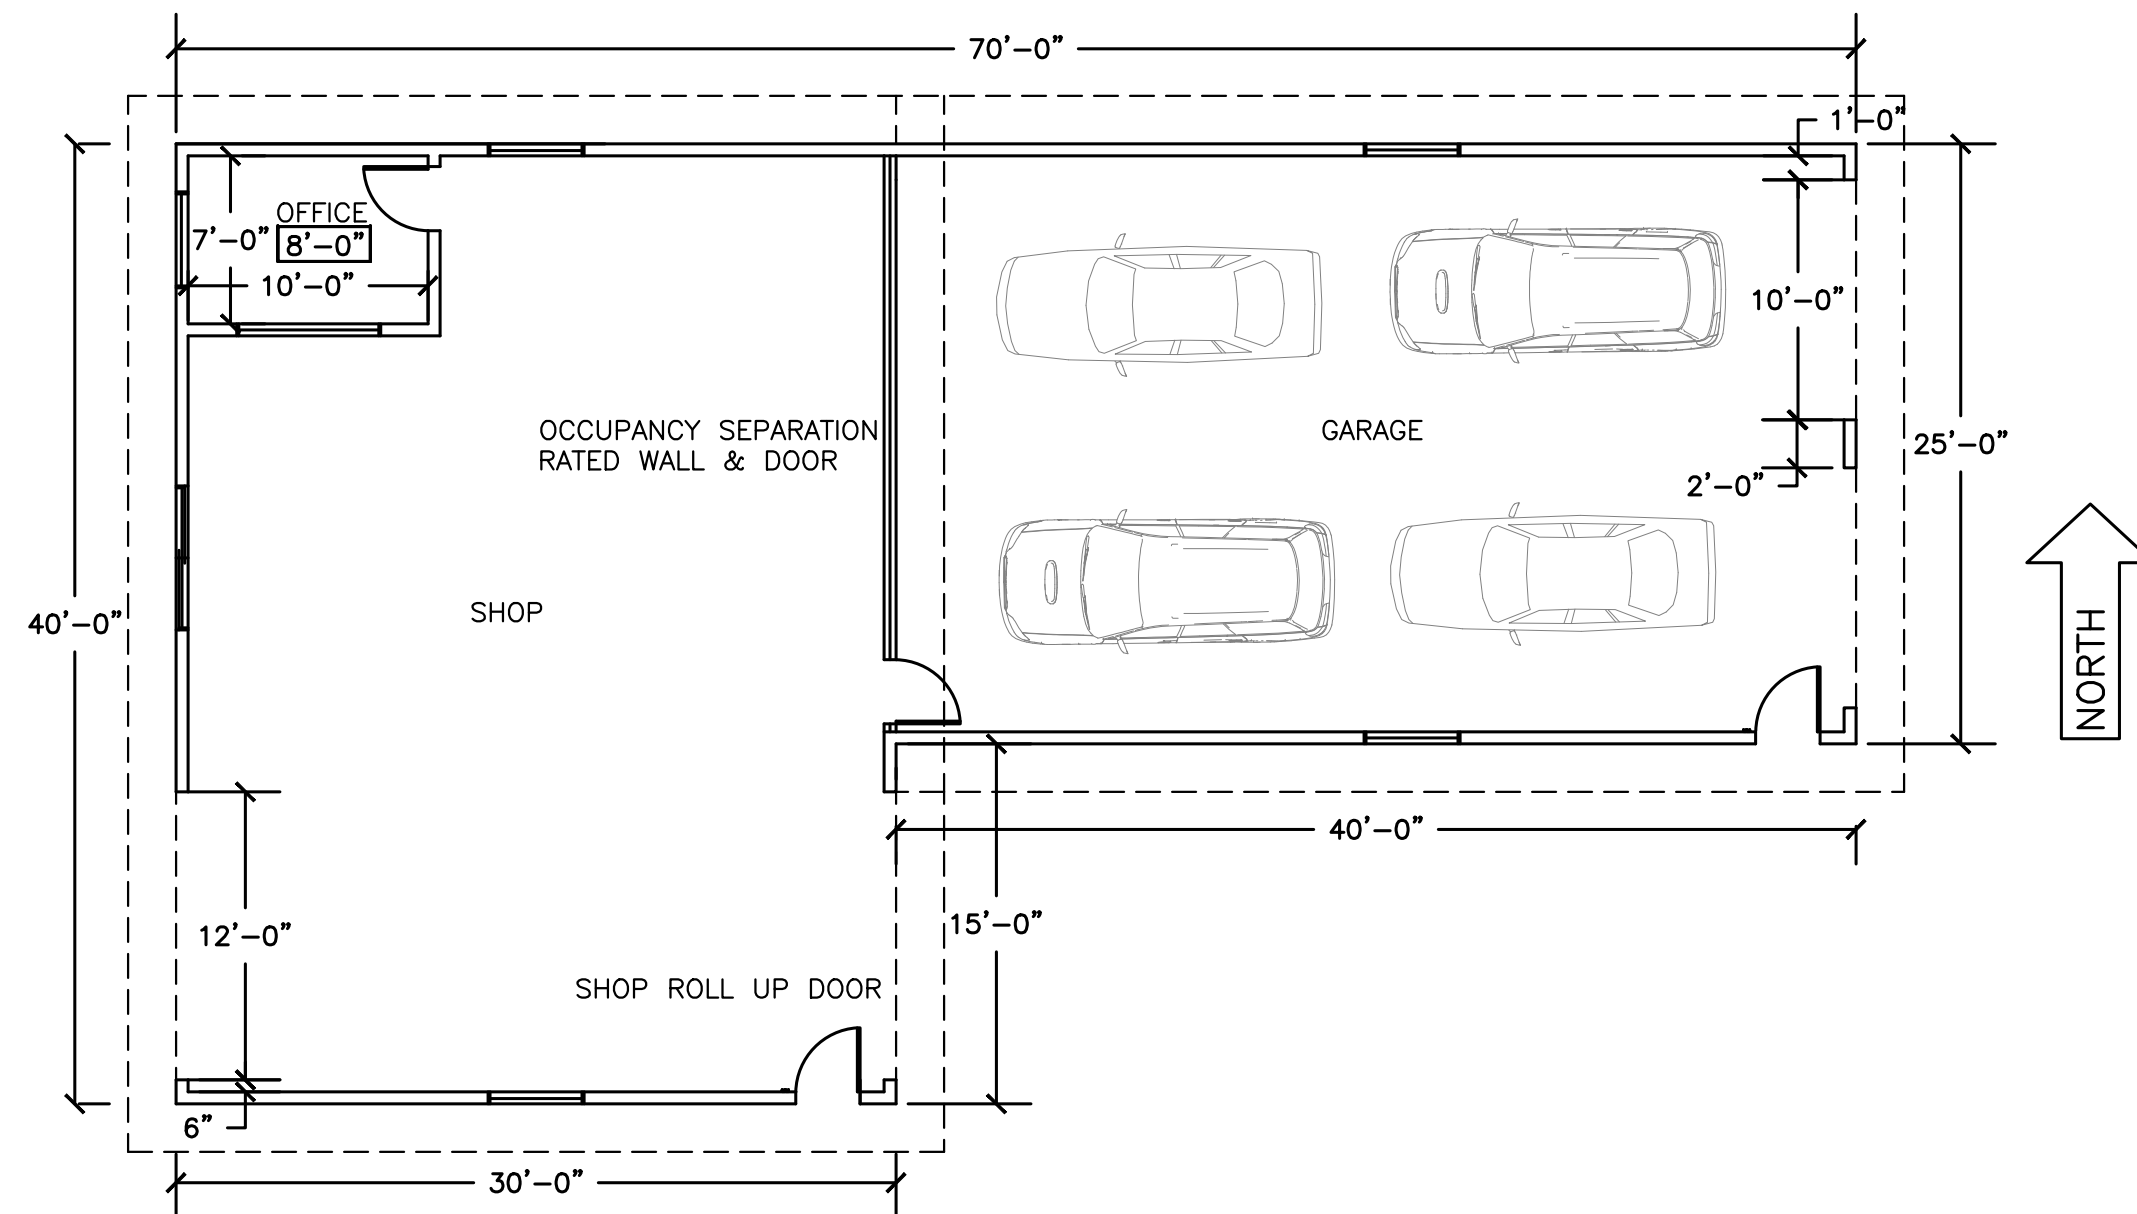 70'-0"
1'-0"
OFFICE
7'-0"
8'-0"
10'-0"
10'-0"
OCCUPANCY SEPARATION
RATED WALL & DOOR
GARAGE
25'-0"
2'-0"
40'-0"
SHOP
NORTH
40'-0"
15'-0"
12'-0"
SHOP ROLL UP DOOR
6"
30'-0"